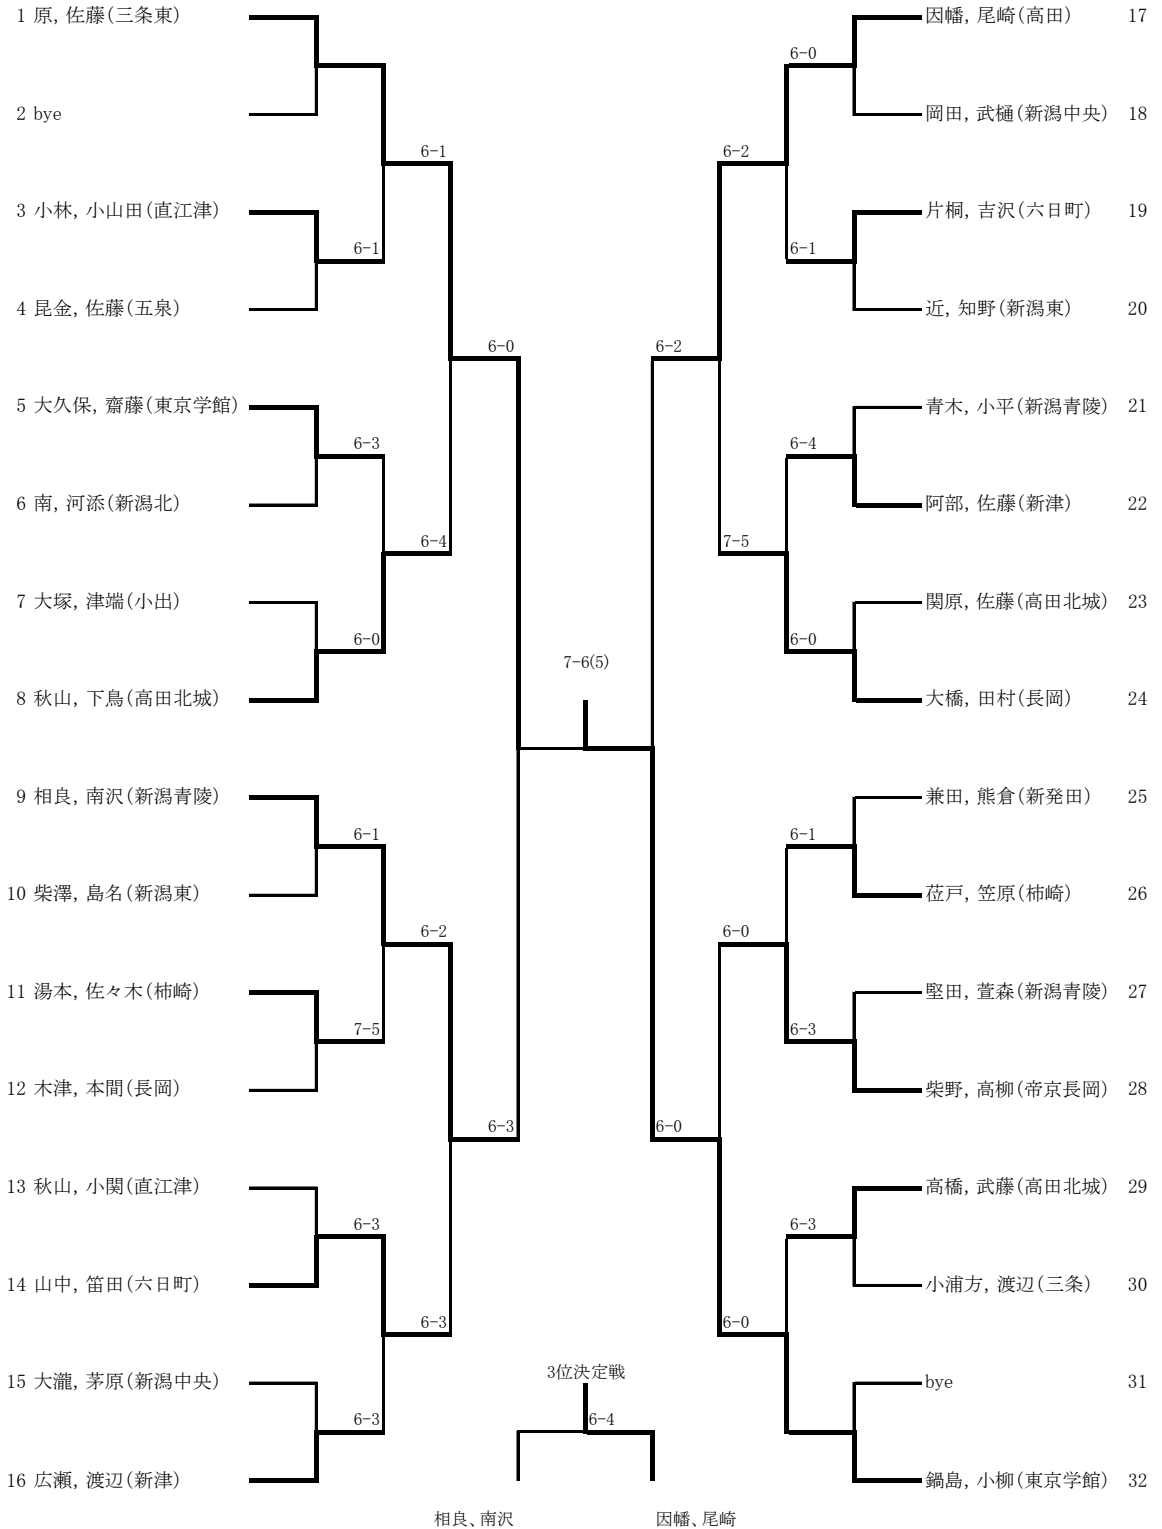 1 原, 佐藤(三条東)
2 bye
6-1
3 小林, 小山田(直江津)
6-1
4 昆金, 佐藤(五泉)
6-0
5 大久保, 齋藤(東京学館)
6-3
6 南, 河添(新潟北)
6-4
7 大塚, 津端(小出)
6-0
8 秋山, 下鳥(高田北城)
9 相良, 南沢(新潟青陵)
6-1
10 柴澤, 島名(新潟東)
6-2
11 湯本, 佐々木(柿崎)
7-5
12 木津, 本間(長岡)
6-3
13 秋山, 小関(直江津)
6-3
14 山中, 笛田(六日町)
6-3
15 大瀧, 茅原(新潟中央)
6-3
16 広瀬, 渡辺(新津)
7-6(5)
因幡, 尾崎(高田) 17
6-0
岡田, 武樋(新潟中央) 18
6-2
片桐, 吉沢(六日町) 19
6-1
近, 知野(新潟東) 20
6-2
青木, 小平(新潟青陵) 21
6-4
阿部, 佐藤(新津) 22
7-5
関原, 佐藤(高田北城) 23
6-0
大橋, 田村(長岡) 24
兼田, 熊倉(新発田) 25
6-1
莅戸, 笠原(柿崎) 26
6-0
堅田, 萱森(新潟青陵) 27
6-3
柴野, 高柳(帝京長岡) 28
6-0
高橋, 武藤(高田北城) 29
6-3
小浦方, 渡辺(三条) 30
6-0
bye 31
鍋島, 小柳(東京学館) 32
3位決定戦
6-4
相良、南沢
因幡、尾崎